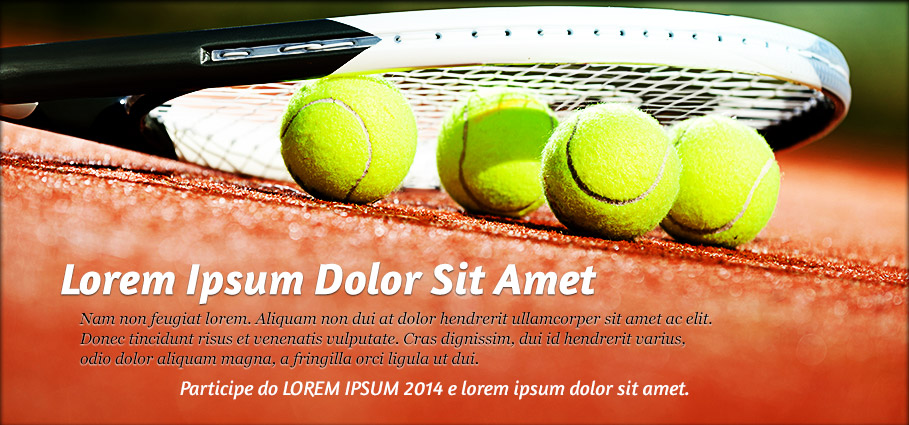 Lorem Ipsum Dolor Sit Amet
Nam non feugiat lorem. Aliquam non dui at dolor hendrerit ullamcorper sit amet ac elit.
Donec tincidunt risus et venenatis vulputate. Cras dignissim, dui id hendrerit varius,
odio dolor aliquam magna, a fringilla orci ligula ut dui.
Participe do LOREM IPSUM 2014 e lorem ipsum dolor sit amet.